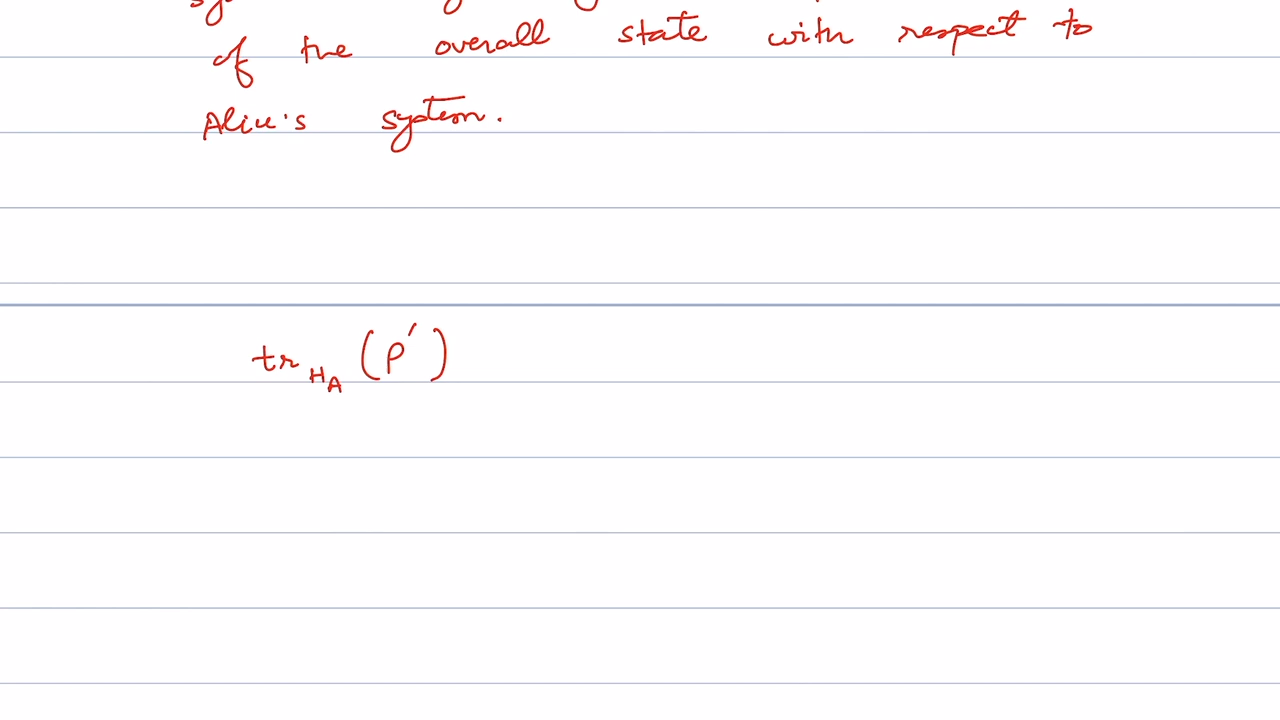 of the overall state with respect to
Alice's system.
tr_{H_A} (ρ′)